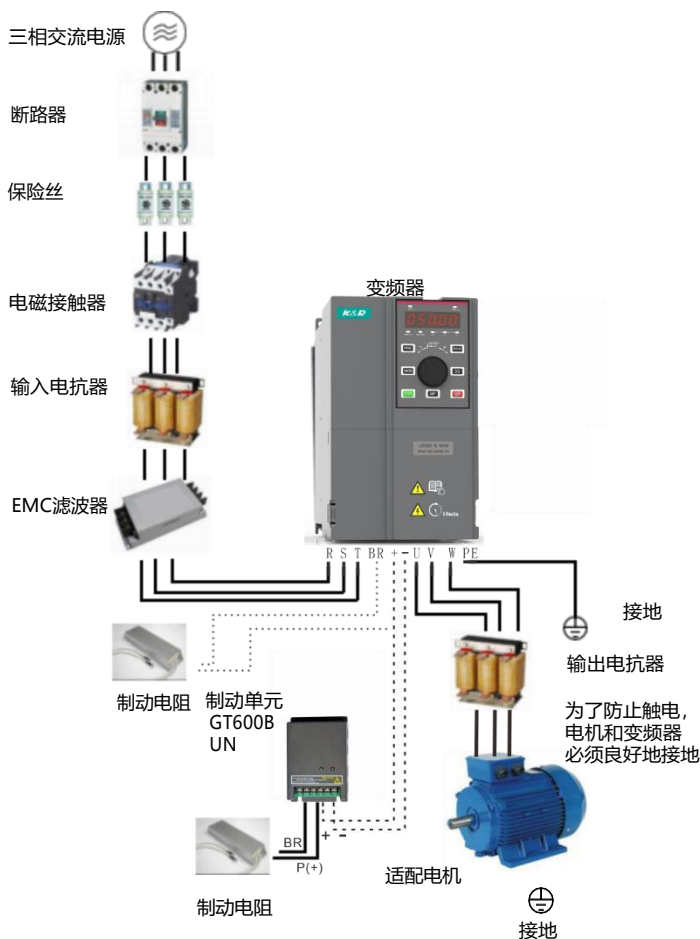 三相交流电源
断路器
保险丝
电磁接触器
变频器
K&R
050.00
输入电抗器
EMC滤波器
10min
R S T BR + - U V W PE
接地
输出电抗器
制动电阻
制动单元
GT600B
UN
为了防止触电,
电机和变频器
必须良好地接地
BR
+ -
P(+)
适配电机
制动电阻
接地